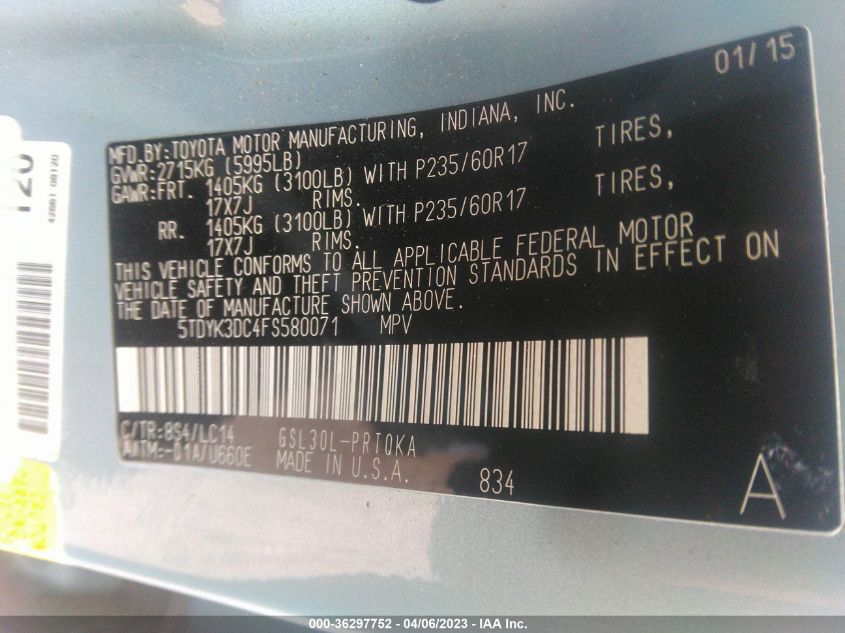 01/15
MFD.BY:TOYOTA MOTOR MANUFACTURING, INDIANA, INC.
GVWR:2715KG (5995LB)
GAWR:FRT. 1405KG (3100LB) WITH P235/60R17 TIRES,
17X7J RIMS.
RR. 1405KG (3100LB) WITH P235/60R17 TIRES,
17X7J RIMS.
THIS VEHICLE CONFORMS TO ALL APPLICABLE FEDERAL MOTOR
VEHICLE SAFETY AND THEFT PREVENTION STANDARDS IN EFFECT ON
THE DATE OF MANUFACTURE SHOWN ABOVE.
5TDYK3DC4FS580071 MPV
C/TR:8S4/LC14 GSL30L-PRTQKA
A/TM:-01A/U660E MADE IN U.S.A.
834
A
120
42661 08120
000-36297752 - 04/06/2023 - IAA Inc.